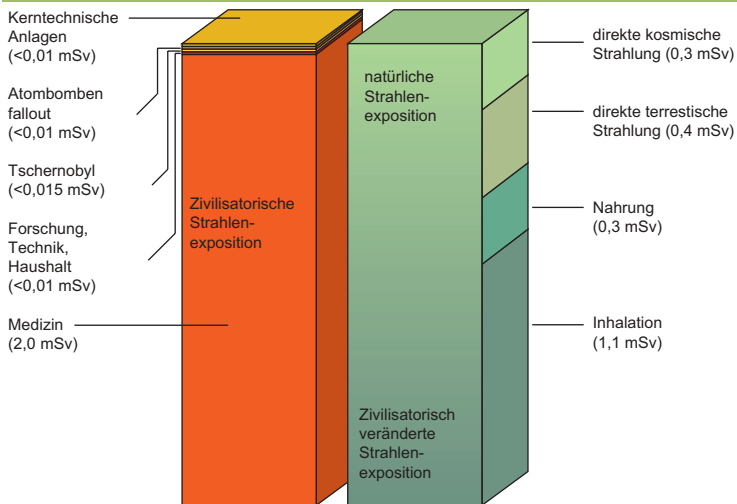 Kerntechnische
Anlagen
(<0,01 mSv)
Atombomben
fallout
(<0,01 mSv)
Tschernobyl
(<0,015 mSv)
Forschung,
Technik,
Haushalt
(<0,01 mSv)
Medizin
(2,0 mSv)
Zivilisatorische
Strahlen-
exposition
natürliche
Strahlen-
exposition
Zivilisatorisch
veränderte
Strahlen-
exposition
direkte kosmische
Strahlung (0,3 mSv)
direkte terrestische
Strahlung (0,4 mSv)
Nahrung
(0,3 mSv)
Inhalation
(1,1 mSv)